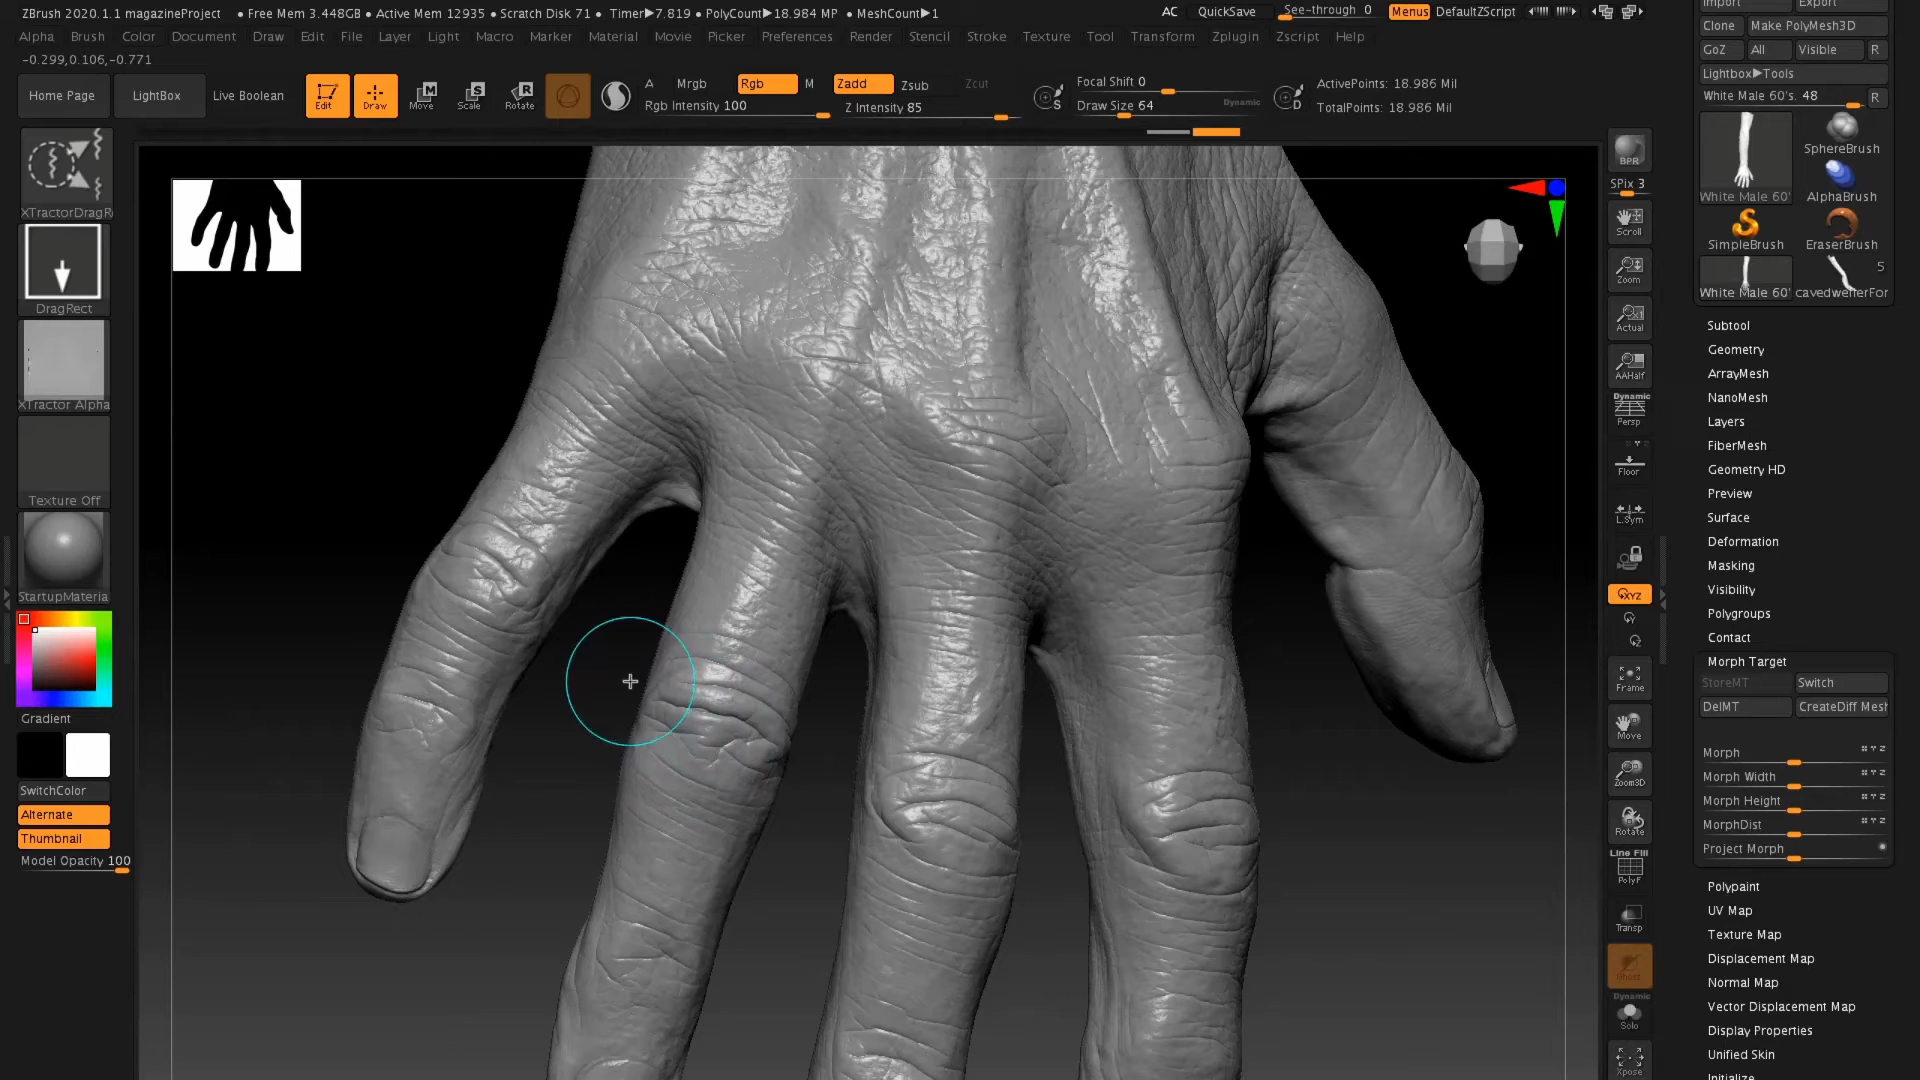 ZBrush 2020.1.1 magazineProject • Free Mem 3.448GB • Active Mem 12935 • Scratch Disk 71 • Timer▶7.819 • PolyCount▶18.984 MP • MeshCount▶1
AC QuickSave See-through 0 Menus DefaultZScript
Alpha Brush Color Document Draw Edit File Layer Light Macro Marker Material Movie Picker Preferences Render Stencil Stroke Texture Tool Transform Zplugin Zscript Help
-0.299,0.106,-0.771
Home Page LightBox Live Boolean Edit Draw Move Scale Rotate
A Mrgb Rgb M Zadd Zsub Zcut
Rgb Intensity 100 Z Intensity 85
Focal Shift 0
Draw Size 64 Dynamic
S D
ActivePoints: 18.986 Mil
TotalPoints: 18.986 Mil
XTractorDragR
DragRect
XTractor Alpha
Texture Off
StartupMateria
Gradient
SwitchColor
Alternate
Thumbnail
Model Opacity 100
BPR
SPix 3
Scroll
Zoom
Actual
AAHalf
Dynamic
Persp
Floor
L.Sym
XYZ
Frame
Move
Zoom3D
Rotate
Line Fill
PolyF
Transp
Ghost
Dynamic
Solo
Xpose
Import Export
Clone Make PolyMesh3D
GoZ All Visible R
Lightbox▶Tools
White Male 60's. 48 R
White Male 60' SphereBrush
AlphaBrush
SimpleBrush EraserBrush
5
White Male 60' cavedwellerFor
Subtool
Geometry
ArrayMesh
NanoMesh
Layers
FiberMesh
Geometry HD
Preview
Surface
Deformation
Masking
Visibility
Polygroups
Contact
Morph Target
StoreMT Switch
DelMT CreateDiff Mesh
Morph
Morph Width
Morph Height
MorphDist
Project Morph
Polypaint
UV Map
Texture Map
Displacement Map
Normal Map
Vector Displacement Map
Display Properties
Unified Skin
Initialize